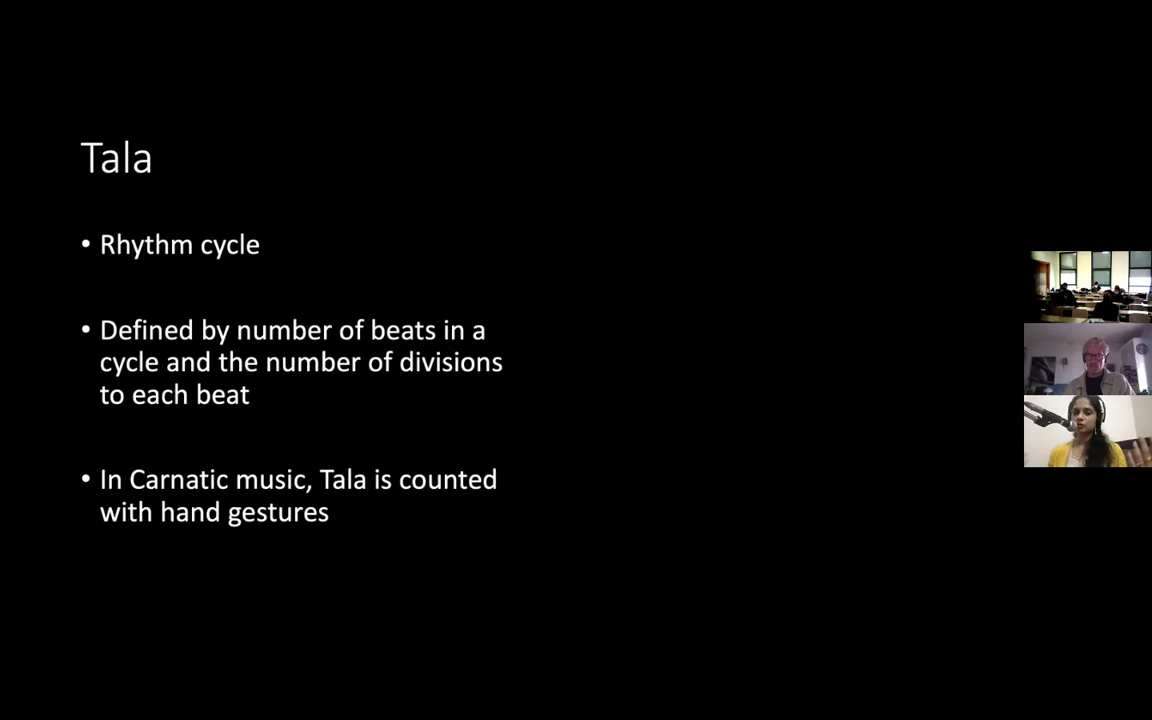 Tala
• Rhythm cycle
• Defined by number of beats in a
cycle and the number of divisions
to each beat
• In Carnatic music, Tala is counted
with hand gestures